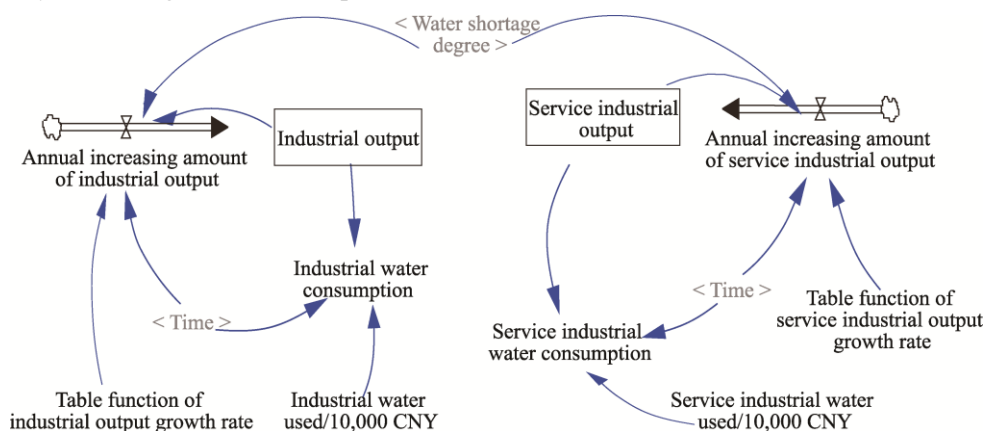 < Water shortage
degree >
Service industrial
output
Industrial output
Annual increasing amount
of industrial output
Annual increasing amount
of service industrial output
Industrial water
consumption
< Time >
< Time >
Table function of
service industrial output
growth rate
Service industrial
water consumption
Table function of
industrial output growth rate
Industrial water
used/10,000 CNY
Service industrial water
used/10,000 CNY